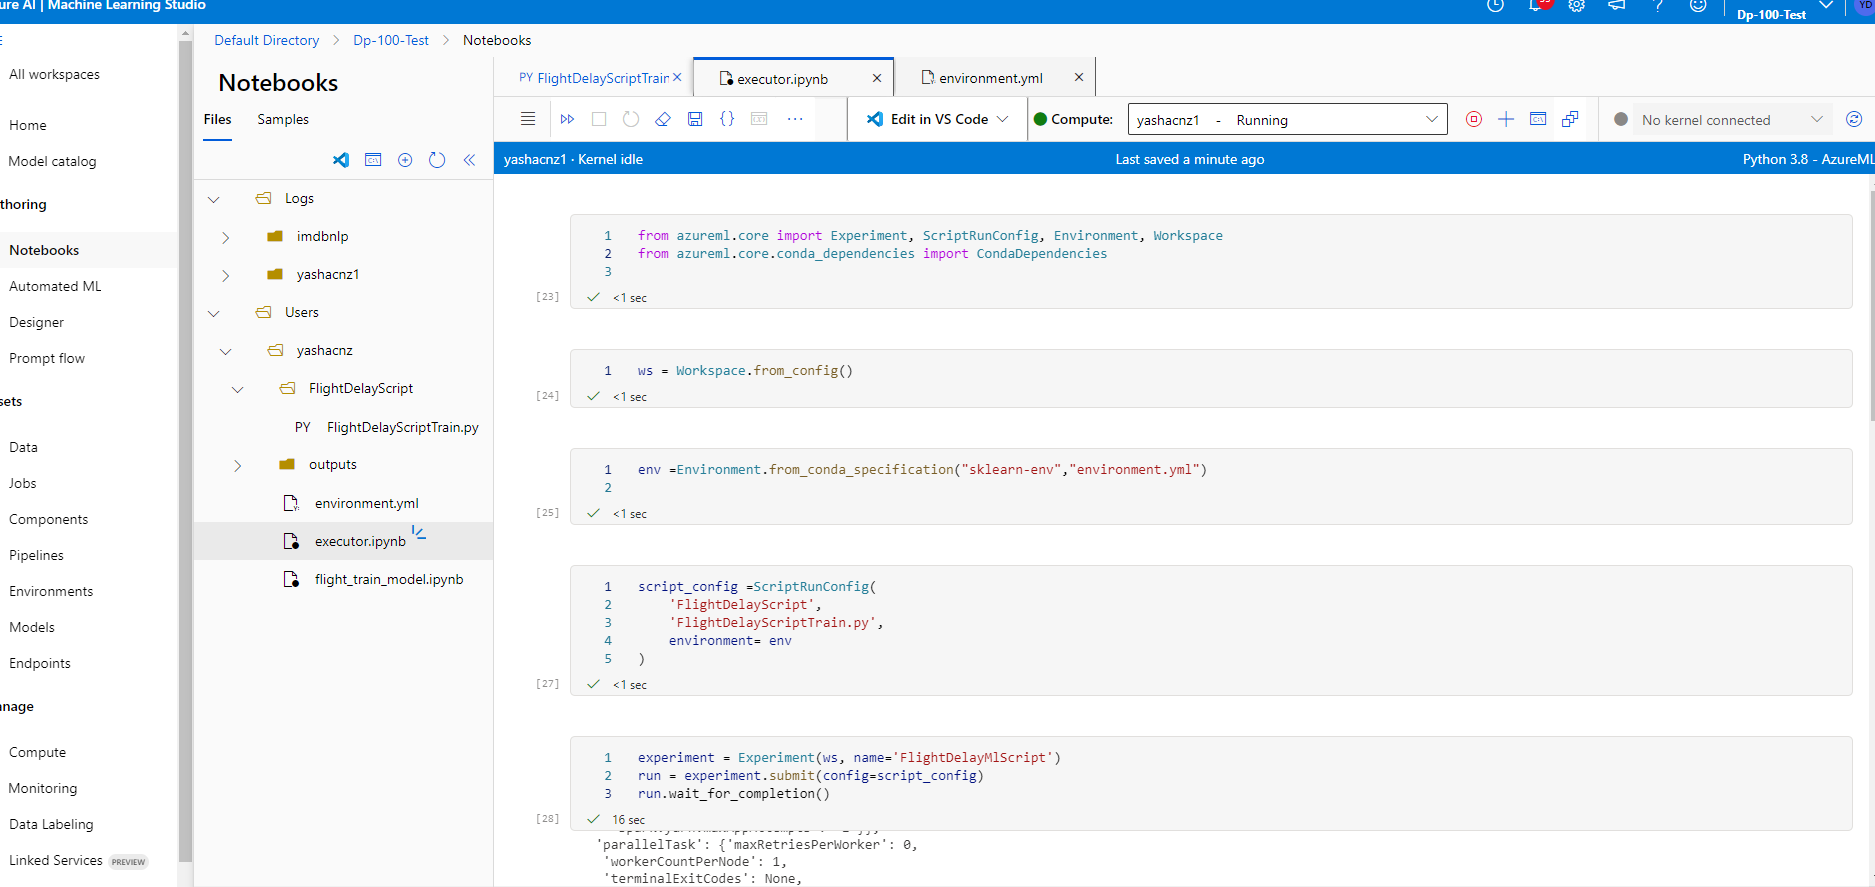 ure AI | Machine Learning Studio
Dp-100-Test
YD
Default Directory > Dp-100-Test > Notebooks
All workspaces
Home
Model catalog
thoring
Notebooks
Automated ML
Designer
Prompt flow
sets
Data
Jobs
Components
Pipelines
Environments
Models
Endpoints
anage
Compute
Monitoring
Data Labeling
Linked Services PREVIEW
Notebooks
Files Samples
Logs
imdbnlp
yashacnz1
Users
yashacnz
FlightDelayScript
PY FlightDelayScriptTrain.py
outputs
environment.yml
executor.ipynb
flight_train_model.ipynb
PY FlightDelayScriptTrain
executor.ipynb
environment.yml
Edit in VS Code
Compute: yashacnz1 - Running
No kernel connected
yashacnz1 · Kernel idle Last saved a minute ago Python 3.8 - AzureML
1 from azureml.core import Experiment, ScriptRunConfig, Environment, Workspace
2 from azureml.core.conda_dependencies import CondaDependencies
3
[23] <1 sec
1 ws = Workspace.from_config()
[24] <1 sec
1 env =Environment.from_conda_specification("sklearn-env","environment.yml")
2
[25] <1 sec
1 script_config =ScriptRunConfig(
2 'FlightDelayScript',
3 'FlightDelayScriptTrain.py',
4 environment= env
5 )
[27] <1 sec
1 experiment = Experiment(ws, name='FlightDelayMlScript')
2 run = experiment.submit(config=script_config)
3 run.wait_for_completion()
[28] 16 sec
'parallelTask': {'maxRetriesPerWorker': 0,
'workerCountPerNode': 1,
'terminalExitCodes': None,